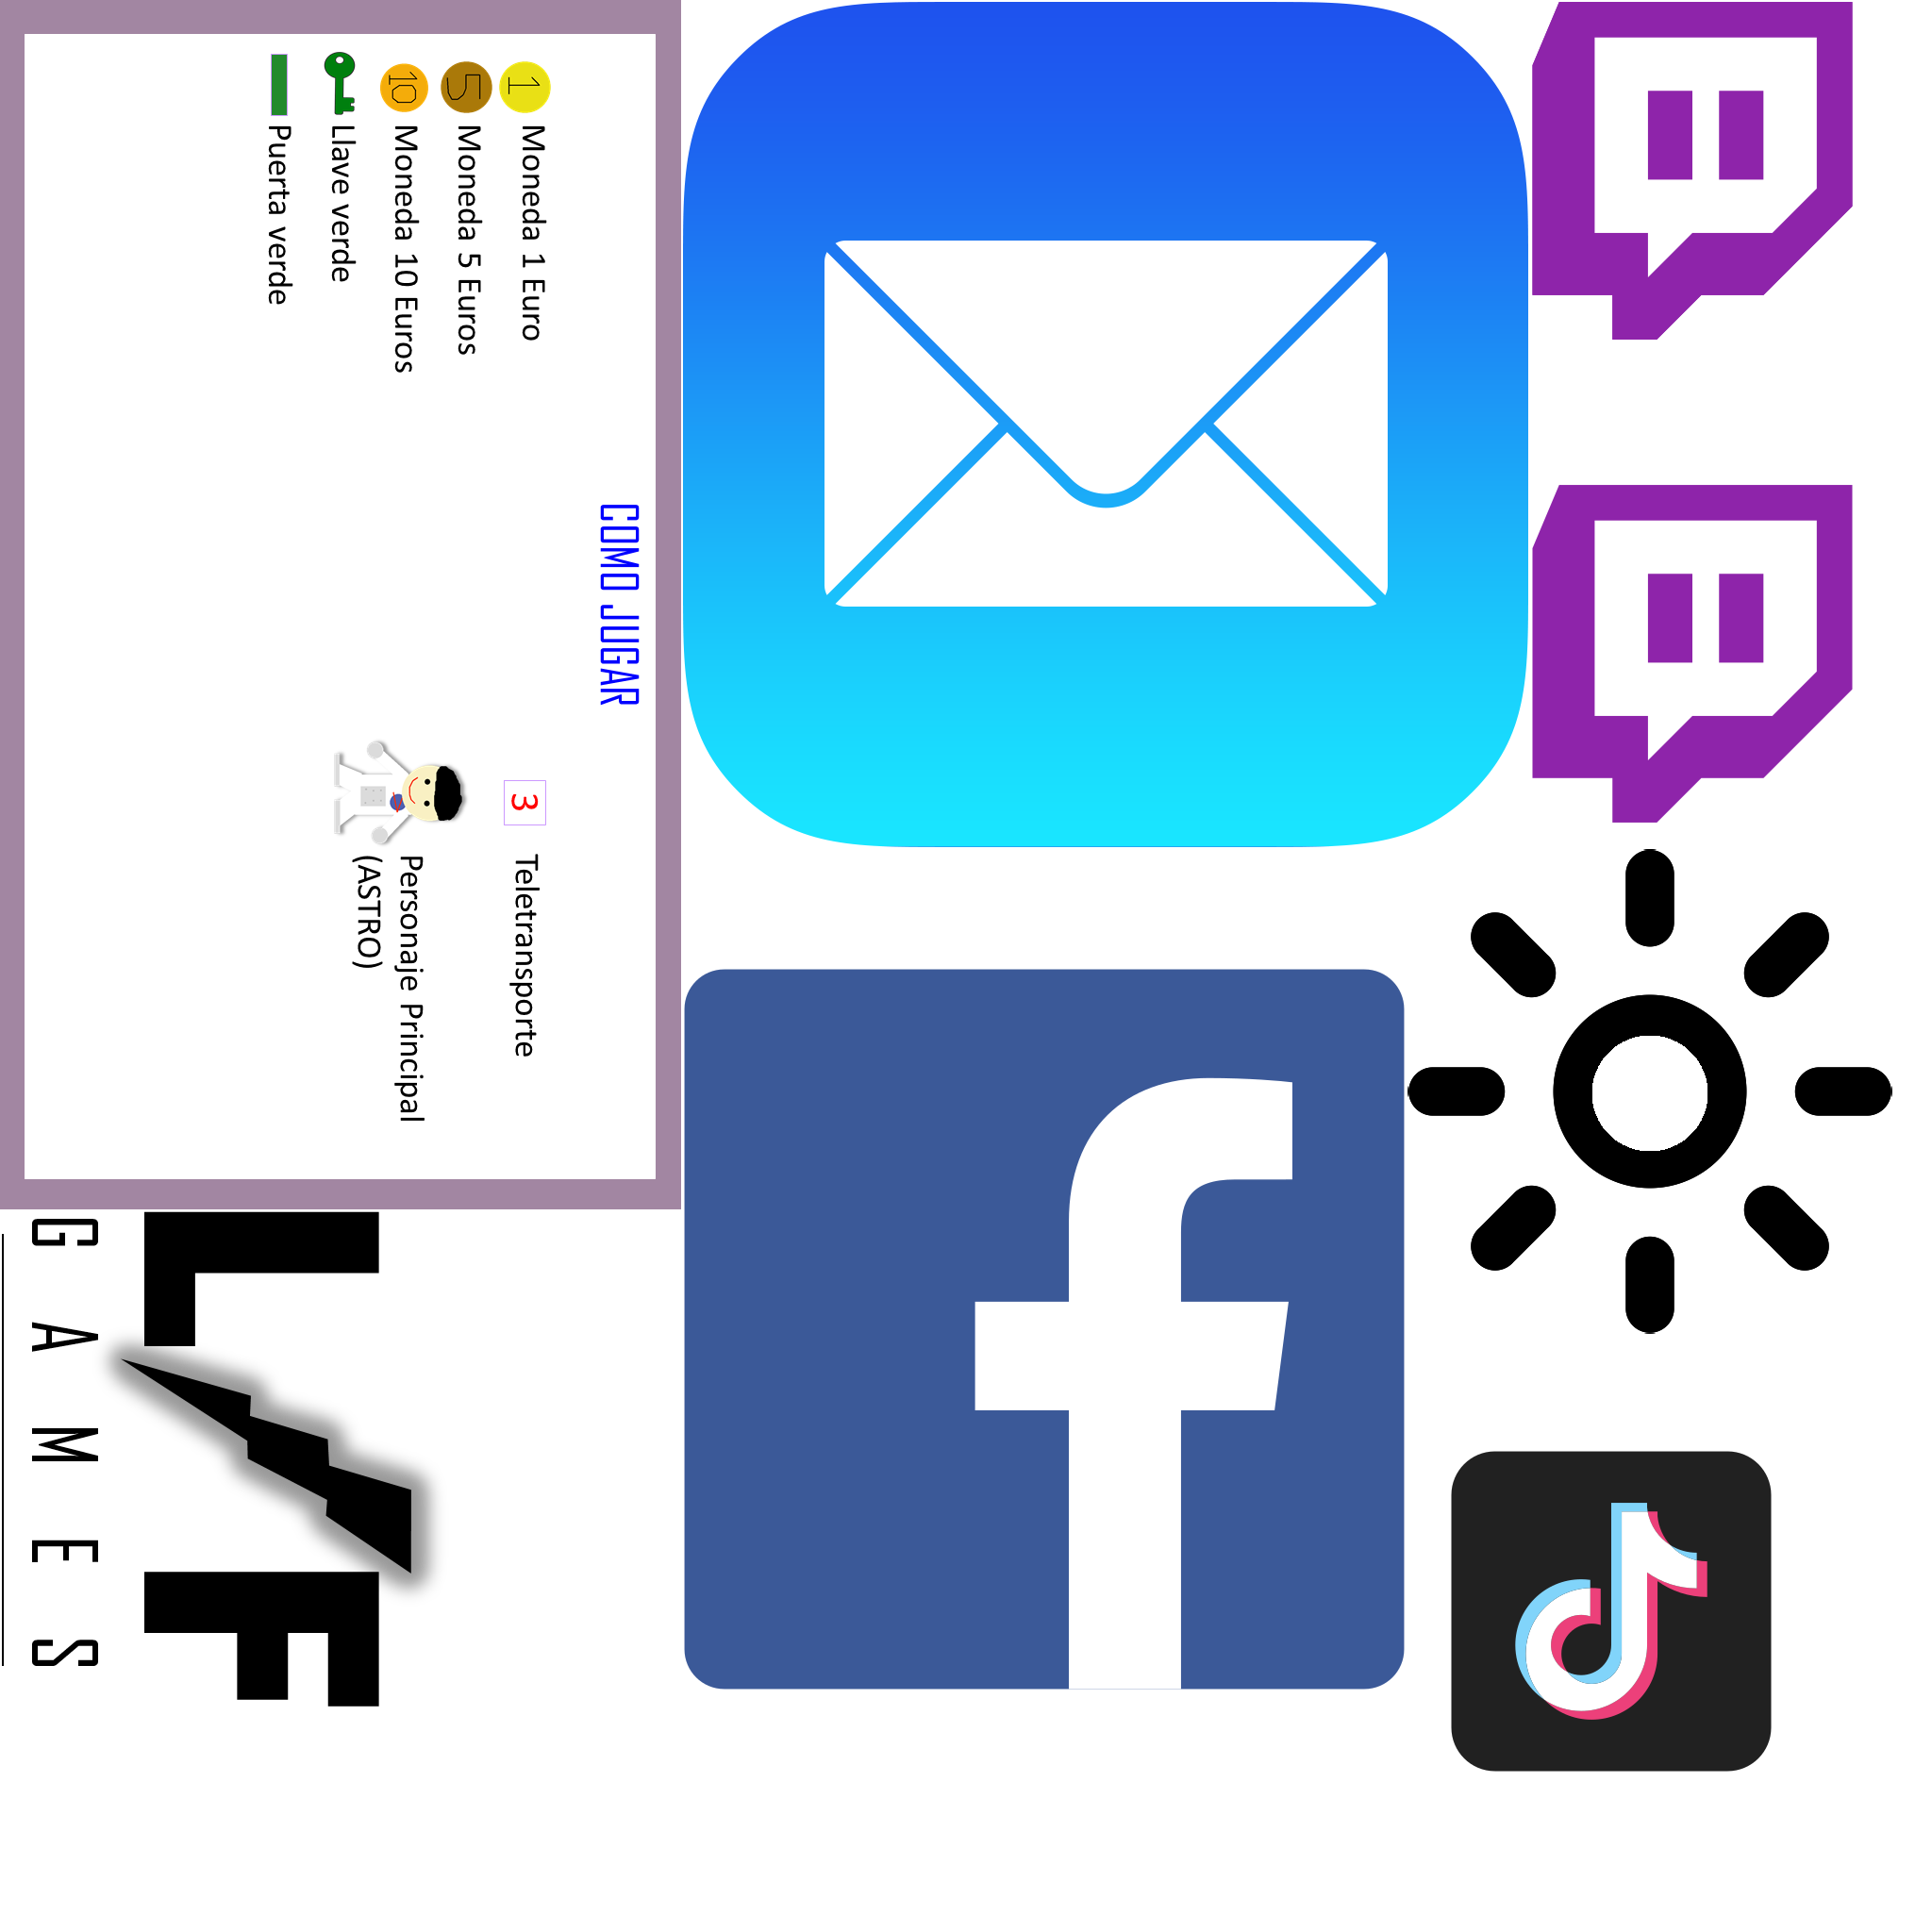 COMO JUGAR
1 Moneda 1 Euro
5 Moneda 5 Euros
10 Moneda 10 Euros
Llave verde
Puerta verde
3 Teletransporte
Personaje Principal
(ASTRO)
L F
GAMES